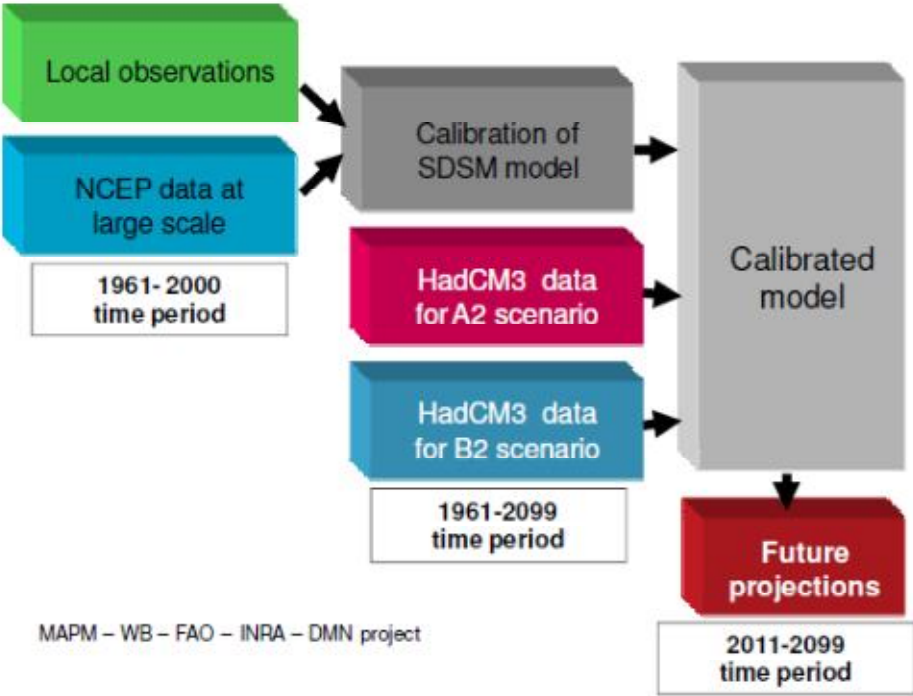 Local observations
NCEP data at
large scale
1961- 2000
time period
Calibration of
SDSM model
HadCM3 data
for A2 scenario
HadCM3 data
for B2 scenario
1961-2099
time period
Calibrated
model
Future
projections
2011-2099
time period
MAPM – WB – FAO – INRA – DMN project